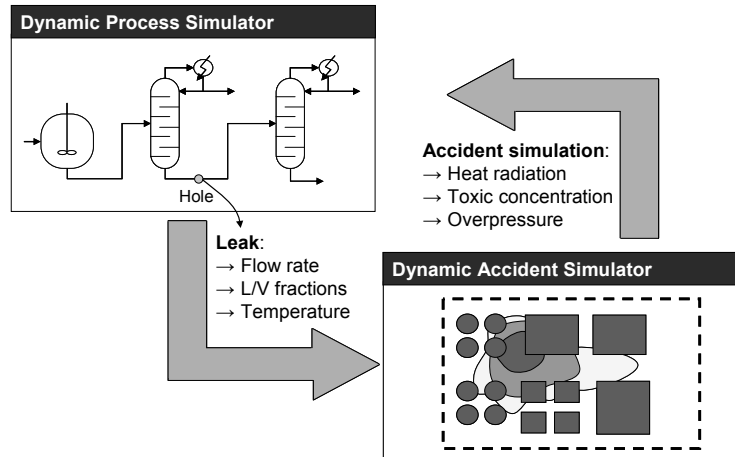 Dynamic Process Simulator
Hole
Leak:
→ Flow rate
→ L/V fractions
→ Temperature
Accident simulation:
→ Heat radiation
→ Toxic concentration
→ Overpressure
Dynamic Accident Simulator